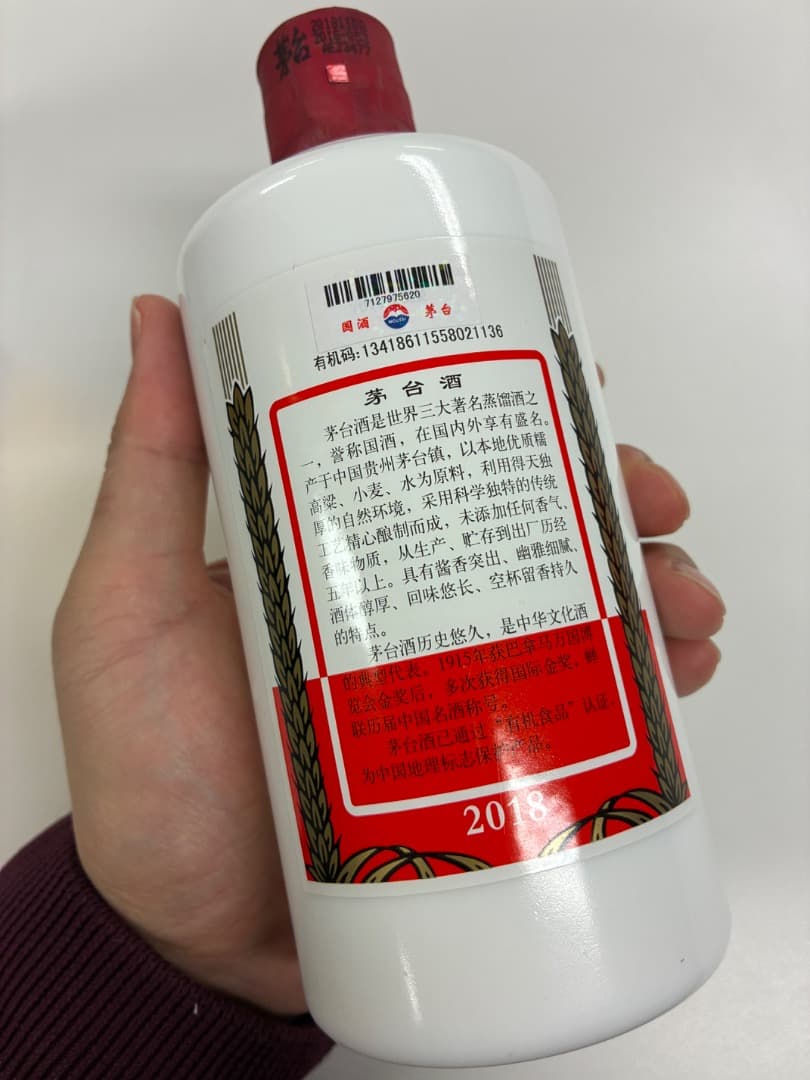 茅台
7127975620
国酒 茅台
MOUTAI
有机码:13418611558021136
茅台酒
茅台酒是世界三大著名蒸馏酒之
一，誉称国酒，在国内外享有盛名。
产于中国贵州茅台镇，以本地优质糯
高粱、小麦、水为原料，利用得天独
厚的自然环境，采用科学独特的传统
工艺精心酿制而成，未添加任何香气、
香味物质，从生产、贮存到出厂历经
五年以上。具有酱香突出、幽雅细腻、
酒体醇厚、回味悠长、空杯留香持久
的特点。
茅台酒历史悠久，是中华文化酒
的典型代表。1915年获巴拿马万国博
览会金奖后，多次获得国际金奖，蝉
联历届中国名酒称号。
茅台酒已通过“有机食品”认证，
为中国地理标志保护产品。
2018